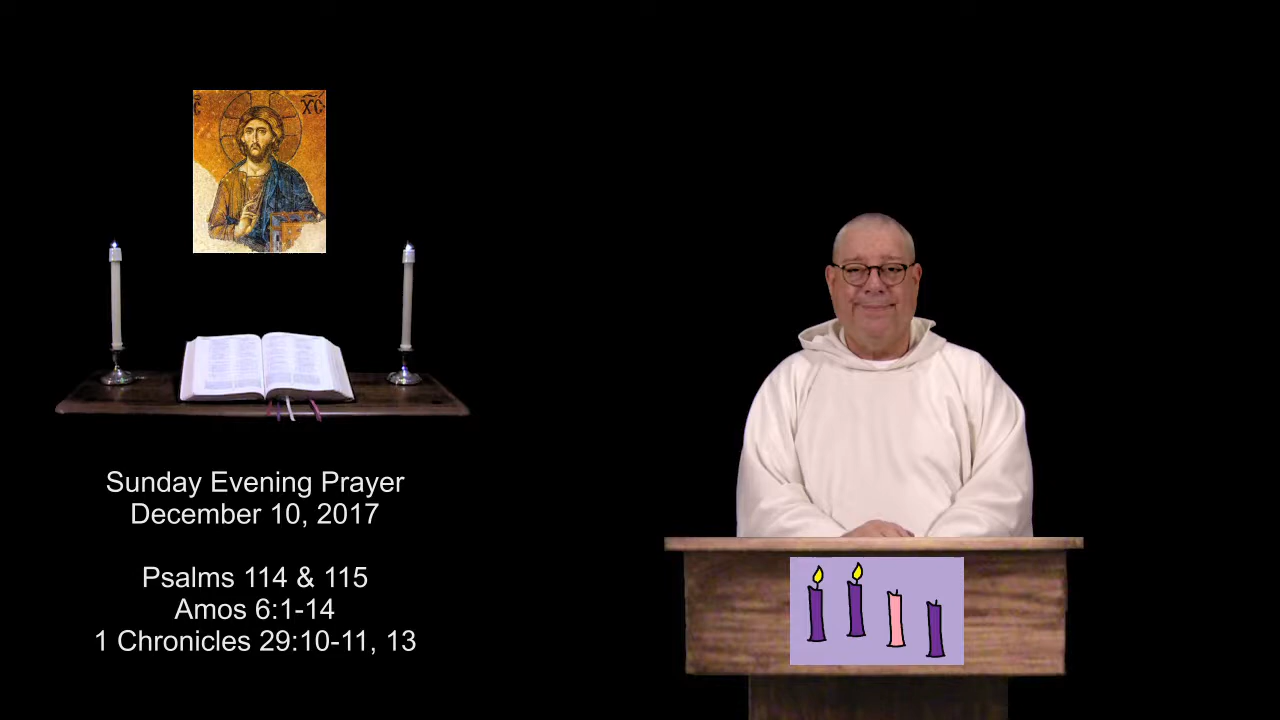 XC
Sunday Evening Prayer
December 10, 2017
Psalms 114 & 115
Amos 6:1-14
1 Chronicles 29:10-11, 13